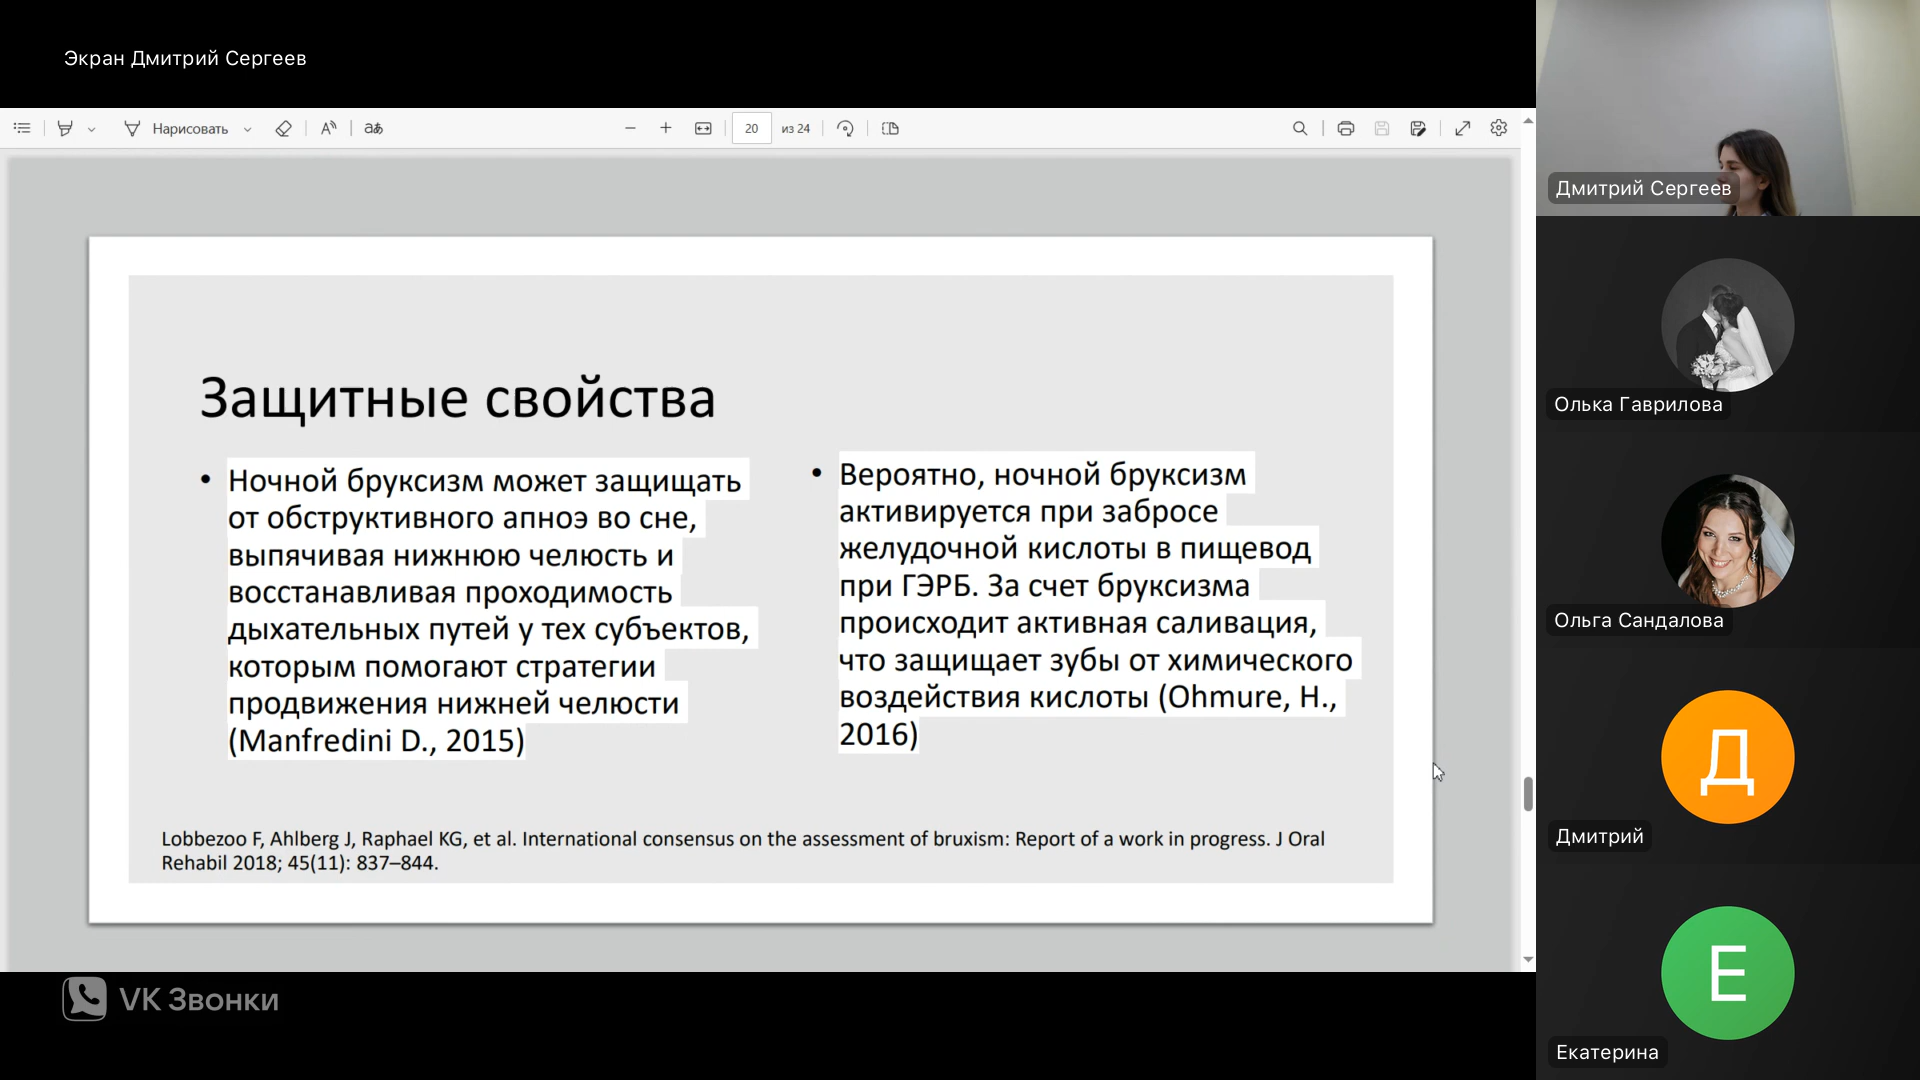 Экран Дмитрий Сергеев
Нарисовать
20 из 24
Защитные свойства
• Ночной бруксизм может защищать
от обструктивного апноэ во сне,
выпячивая нижнюю челюсть и
восстанавливая проходимость
дыхательных путей у тех субъектов,
которым помогают стратегии
продвижения нижней челюсти
(Manfredini D., 2015)
• Вероятно, ночной бруксизм
активируется при забросе
желудочной кислоты в пищевод
при ГЭРБ. За счет бруксизма
происходит активная саливация,
что защищает зубы от химического
воздействия кислоты (Ohmure, H.,
2016)
Lobbezoo F, Ahlberg J, Raphael KG, et al. International consensus on the assessment of bruxism: Report of a work in progress. J Oral
Rehabil 2018; 45(11): 837–844.
VK Звонки
Дмитрий Сергеев
Олька Гаврилова
Ольга Сандалова
Д
Дмитрий
Е
Екатерина